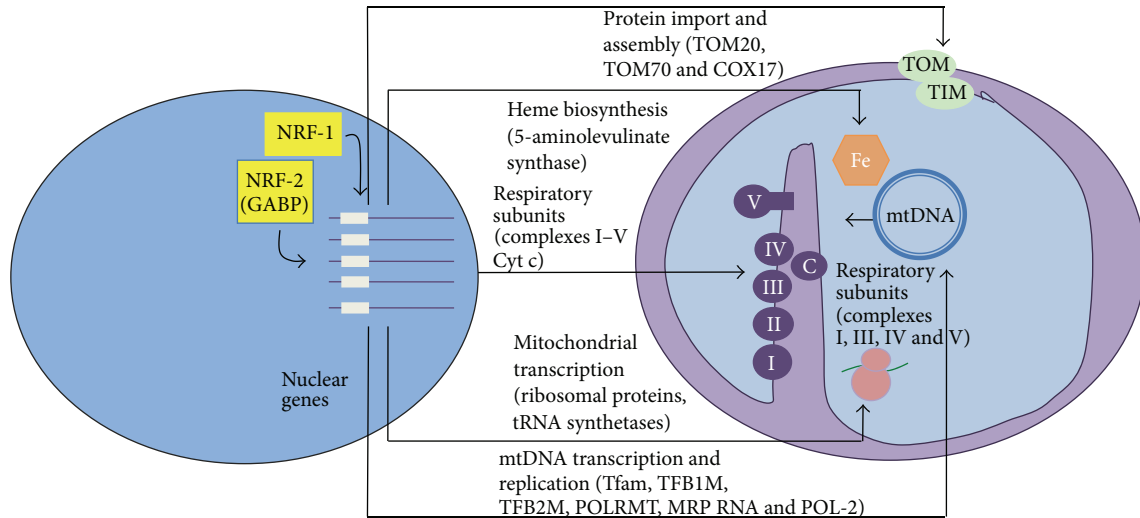 Protein import and
assembly (TOM20,
TOM70 and COX17)
TOM
TIM
Heme biosynthesis
(5-aminolevulinate
synthase)
NRF-1
NRF-2
(GABP)
Fe
mtDNA
Respiratory
subunits
(complexes I–V
Cyt c)
V
IV
C
III
II
I
Respiratory
subunits
(complexes
I, III, IV and V)
Nuclear
genes
Mitochondrial
transcription
(ribosomal proteins,
tRNA synthetases)
mtDNA transcription and
replication (Tfam, TFB1M,
TFB2M, POLRMT, MRP RNA and POL-2)